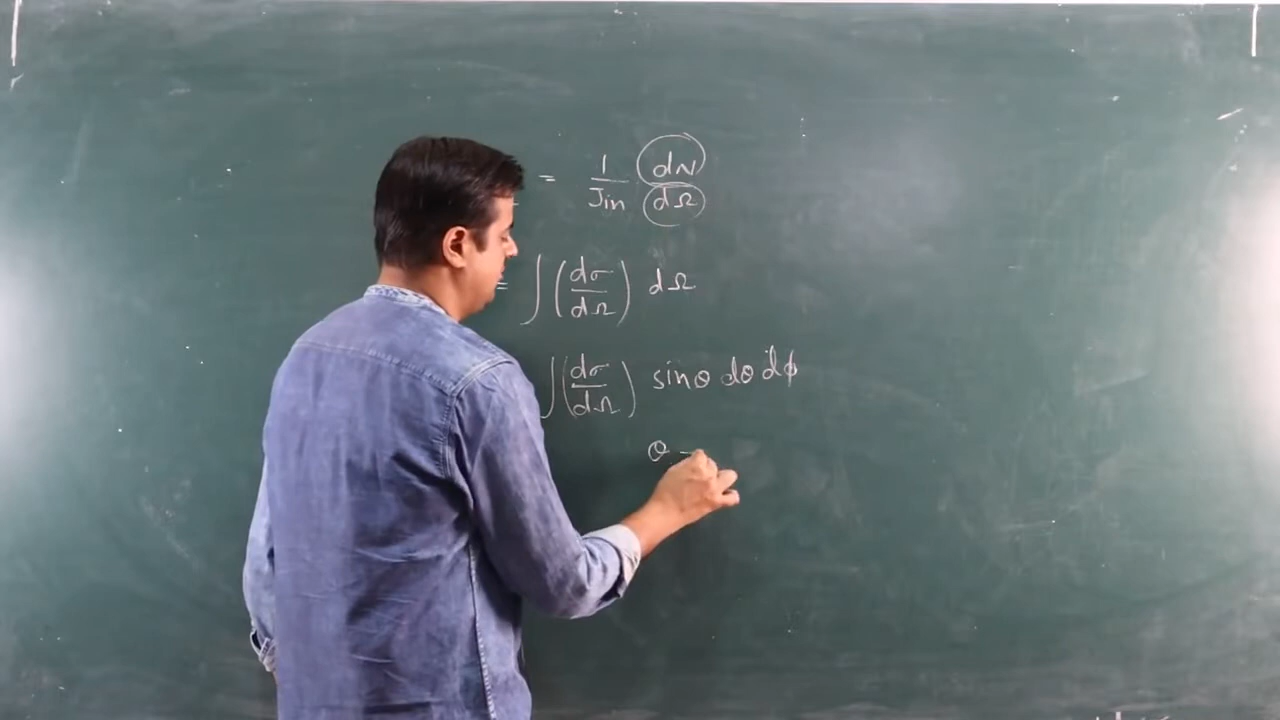 = 1/Jin dN/dΩ
= ∫ (dσ/dΩ) dΩ
∫ (dσ/dΩ) sinθ dθ dϕ
θ -